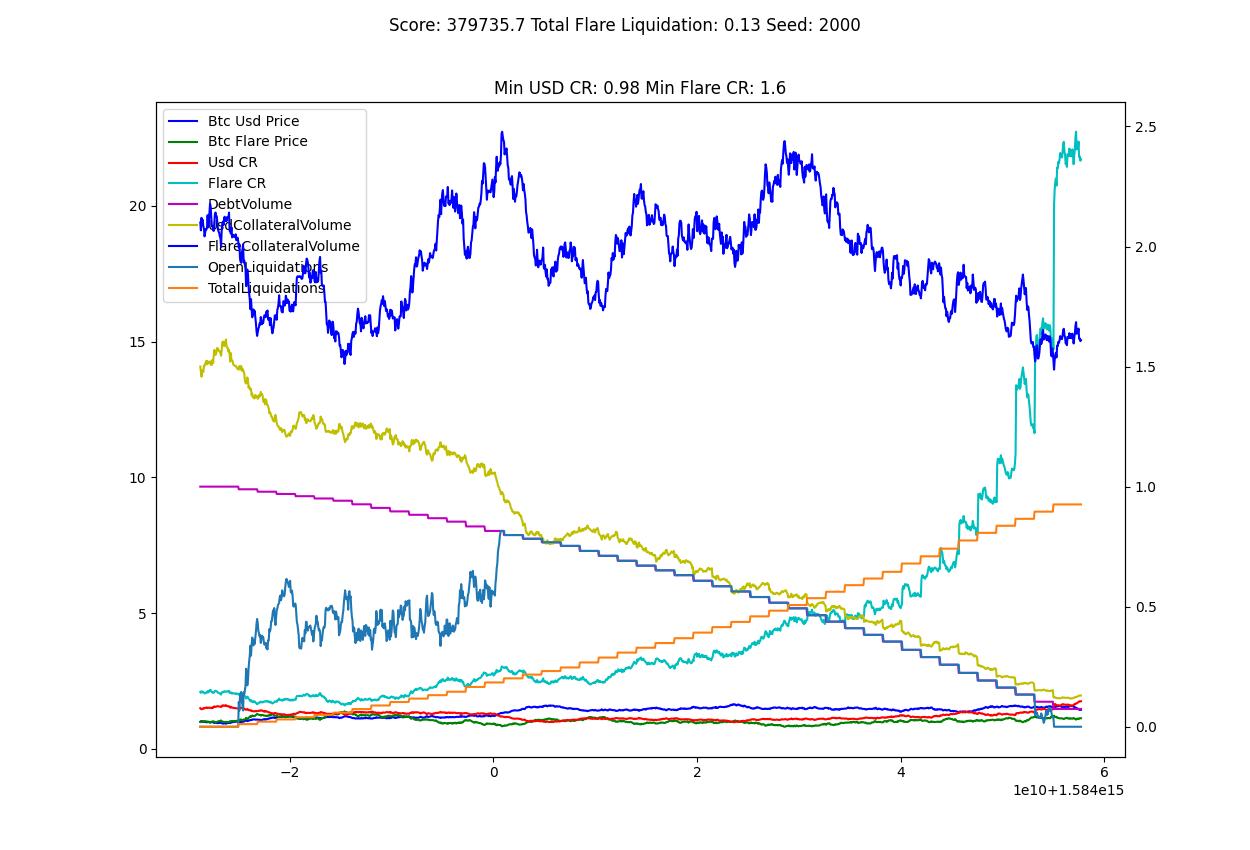 Score: 379735.7 Total Flare Liquidation: 0.13 Seed: 2000
Min USD CR: 0.98 Min Flare CR: 1.6
Btc Usd Price
Btc Flare Price
Usd CR
Flare CR
DebtVolume
UsdCollateralVolume
FlareCollateralVolume
OpenLiquidations
TotalLiquidations
20
15
10
5
0
2.5
2.0
1.5
1.0
0.5
0.0
−2
0
2
4
6
1e10+1.584e15